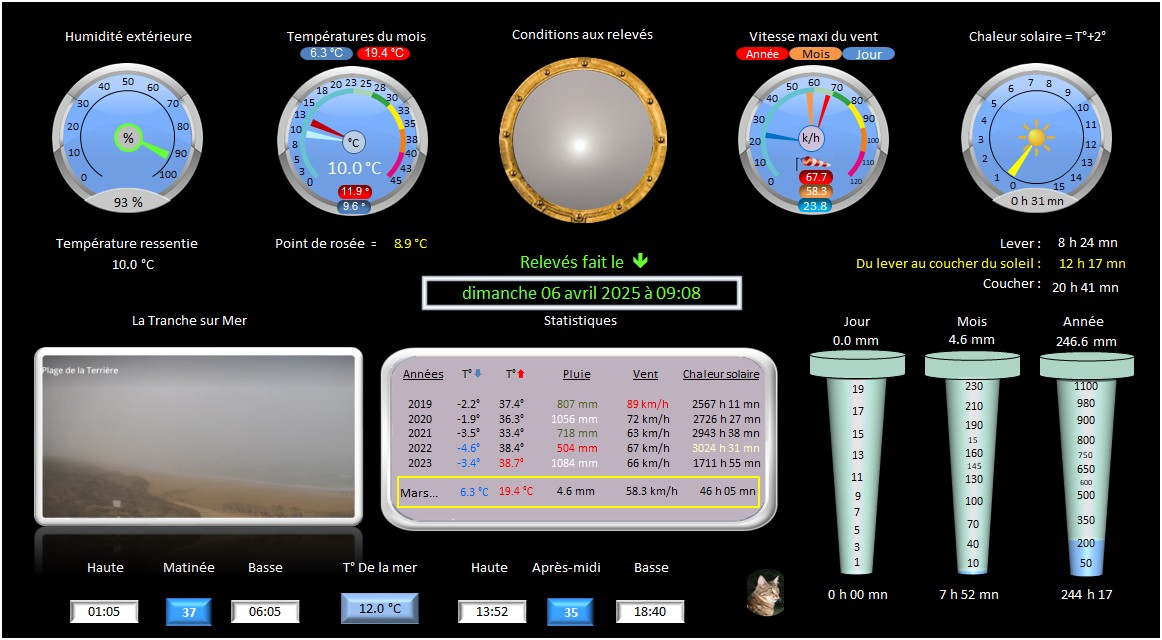 Humidité extérieure
Températures du mois
6.3 °C 19.4 °C
Conditions aux relevés
Vitesse maxi du vent
Année Mois Jour
Chaleur solaire = T°+2°
0 10 20 30 40 50 60 70 80 90 100
%
93 %
0 3 5 8 10 13 15 18 20 23 25 28 30 33 35 38 40 43 45
°C
10.0 °C
11.9 °
9.6 °
10 20 30 40 50 60 70 80 90 100 110 120
k/h
67.7
58.3
23.8
0 1 2 3 4 5 6 7 8 9 10 11 12 13 14 15
0 h 31 mn
Température ressentie
10.0 °C
Point de rosée = 8.9 °C
Relevés fait le
dimanche 06 avril 2025 à 09:08
Lever : 8 h 24 mn
Du lever au coucher du soleil : 12 h 17 mn
Coucher : 20 h 41 mn
La Tranche sur Mer
Plage de la Terrière
Statistiques
Années T° T° Pluie Vent Chaleur solaire
2019 -2.2° 37.4° 807 mm 89 km/h 2567 h 11 mn
2020 -1.9° 36.3° 1056 mm 72 km/h 2726 h 27 mn
2021 -3.5° 33.4° 718 mm 63 km/h 2943 h 38 mn
2022 -4.6° 38.4° 504 mm 67 km/h 3024 h 31 mn
2023 -3.4° 38.7° 1084 mm 66 km/h 1711 h 55 mn
Mars... 6.3 °C 19.4 °C 4.6 mm 58.3 km/h 46 h 05 mn
Jour
0.0 mm
19
17
15
13
11
9
7
5
3
1
0 h 00 mn
Mois
4.6 mm
230
210
190
15
160
145
130
100
70
40
10
7 h 52 mn
Année
246.6 mm
1100
980
900
800
750
650
600
500
350
200
50
244 h 17
Haute Matinée Basse T° De la mer Haute Après-midi Basse
01:05 37 06:05 12.0 °C 13:52 35 18:40